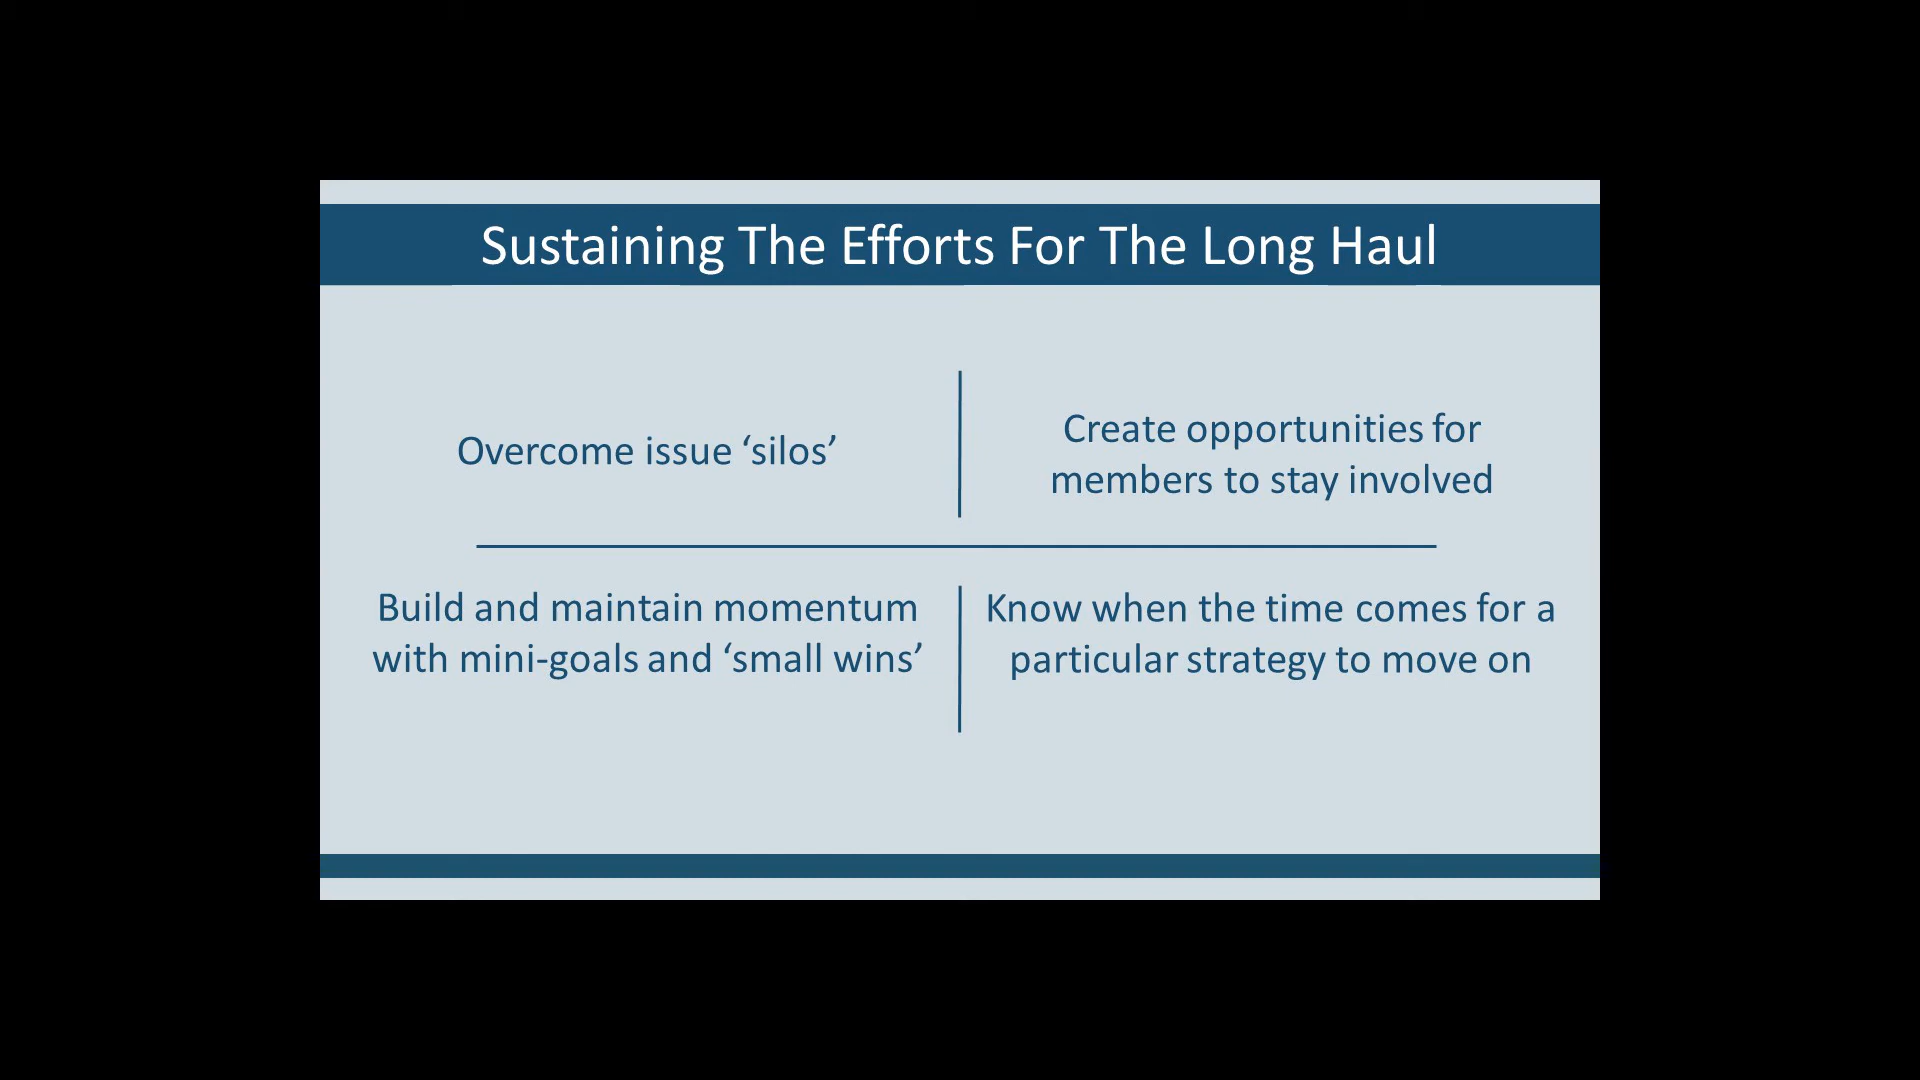 Sustaining The Efforts For The Long Haul
Overcome issue ‘silos’
Create opportunities for
members to stay involved
Build and maintain momentum
with mini-goals and ‘small wins’
Know when the time comes for a
particular strategy to move on